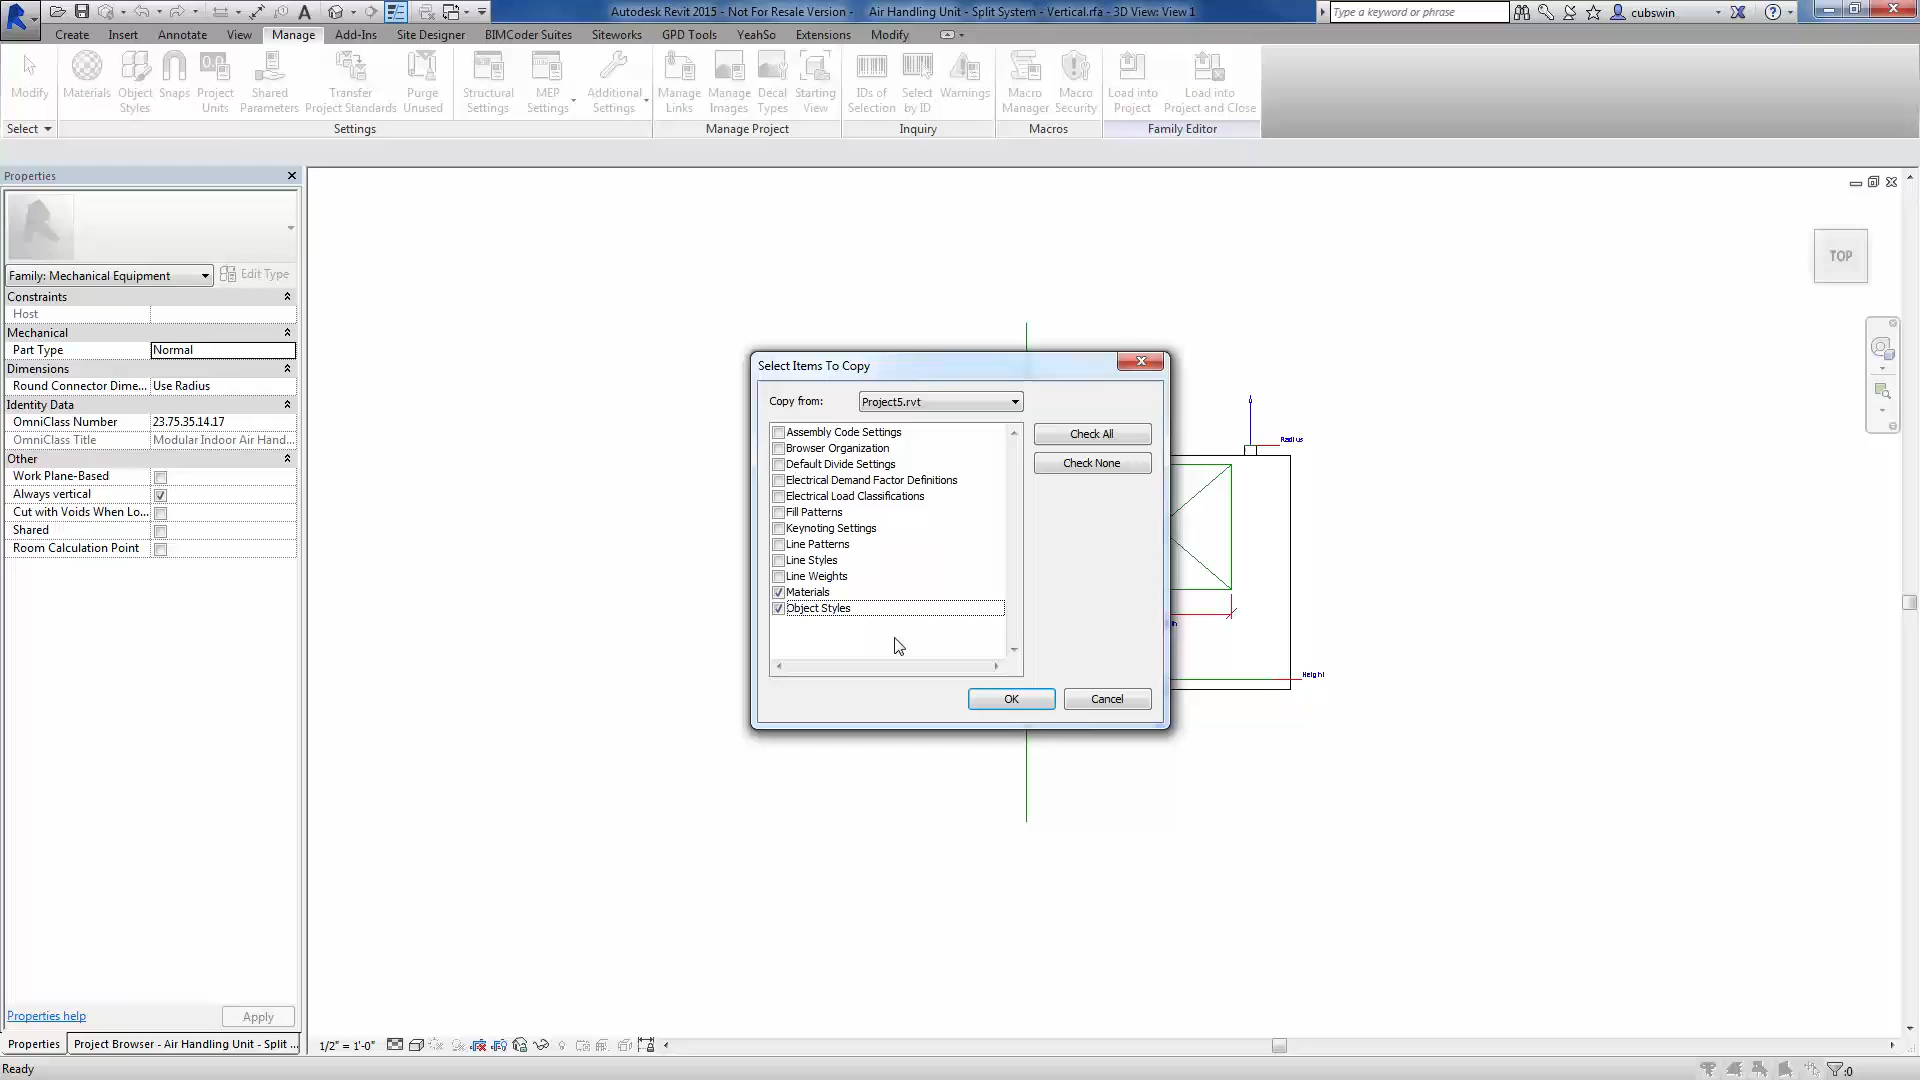 Autodesk Revit 2015 - Not For Resale Version - Air Handling Unit - Split System - Vertical.rfa - 3D View: View 1
Type a keyword or phrase
cubswin
Create Insert Annotate View Manage Add-Ins Site Designer BIMCoder Suites Siteworks GPD Tools YeahSo Extensions Modify
Modify
Materials
Object Styles
Snaps
Project Units
Shared Parameters
Transfer Project Standards
Purge Unused
Structural Settings
MEP Settings
Additional Settings
Manage Links
Manage Images
Decal Types
Starting View
IDs of Selection
Select by ID
Warnings
Macro Manager
Macro Security
Load into Project
Load into Project and Close
Select
Settings
Manage Project
Inquiry
Macros
Family Editor
Properties
Family: Mechanical Equipment
Edit Type
Constraints
Host
Mechanical
Part Type Normal
Dimensions
Round Connector Dime... Use Radius
Identity Data
OmniClass Number 23.75.35.14.17
OmniClass Title Modular Indoor Air Hand...
Other
Work Plane-Based
Always vertical
Cut with Voids When Lo...
Shared
Room Calculation Point
Properties help
Apply
Properties
Project Browser - Air Handling Unit - Split ...
Select Items To Copy
Copy from: Project5.rvt
Assembly Code Settings
Browser Organization
Default Divide Settings
Electrical Demand Factor Definitions
Electrical Load Classifications
Fill Patterns
Keynoting Settings
Line Patterns
Line Styles
Line Weights
Materials
Object Styles
Check All
Check None
OK
Cancel
TOP
Radius
Height
1/2" = 1'-0"
Ready
:0